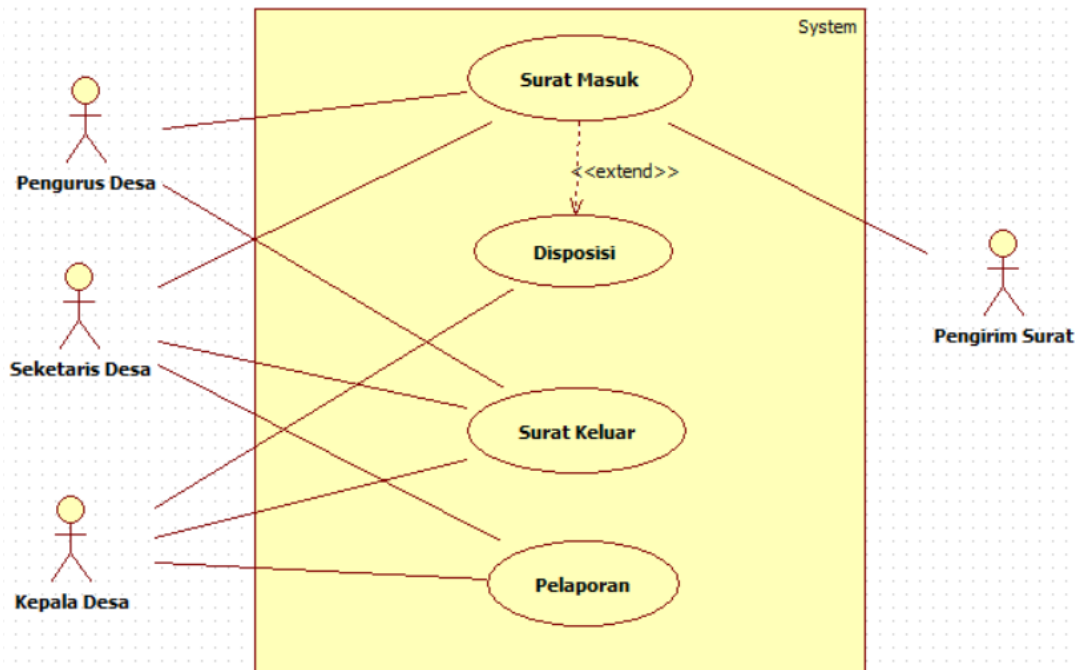 System
Surat Masuk
Pengurus Desa
<<extend>>
Disposisi
Seketaris Desa
Pengirim Surat
Surat Keluar
Pelaporan
Kepala Desa